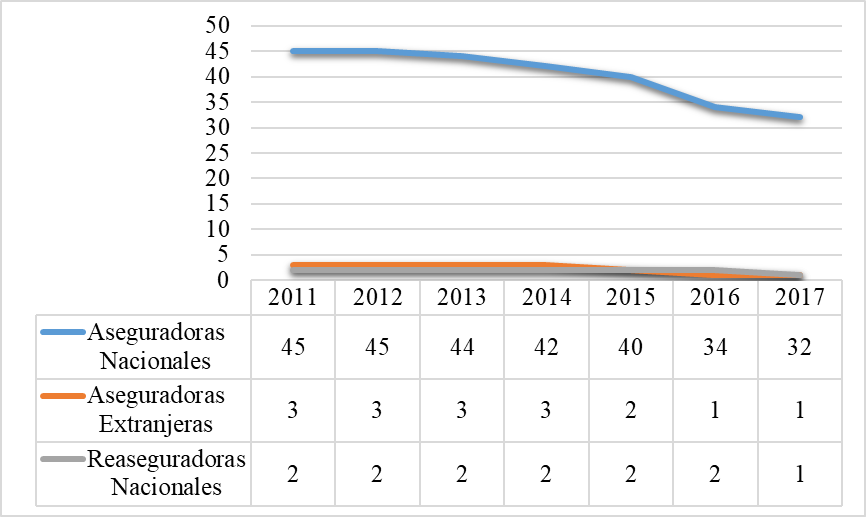 50
45
40
35
30
25
20
15
10
5
0
2011 2012 2013 2014 2015 2016 2017
Aseguradoras
Nacionales
45 45 44 42 40 34 32
Aseguradoras
Extranjeras
3 3 3 3 2 1 1
Reaseguradoras
Nacionales
2 2 2 2 2 2 1